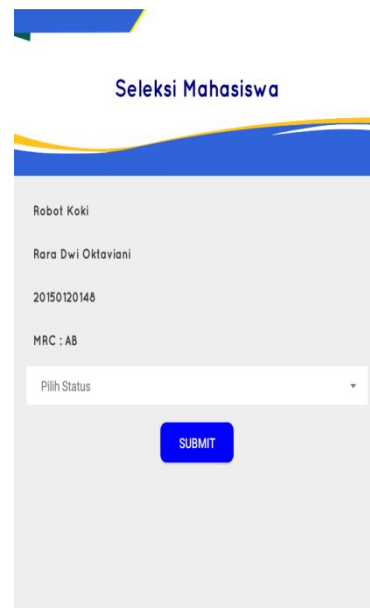 Seleksi Mahasiswa
Robot Koki
Rara Dwi Oktaviani
20150120148
MRC : AB
Pilih Status
SUBMIT